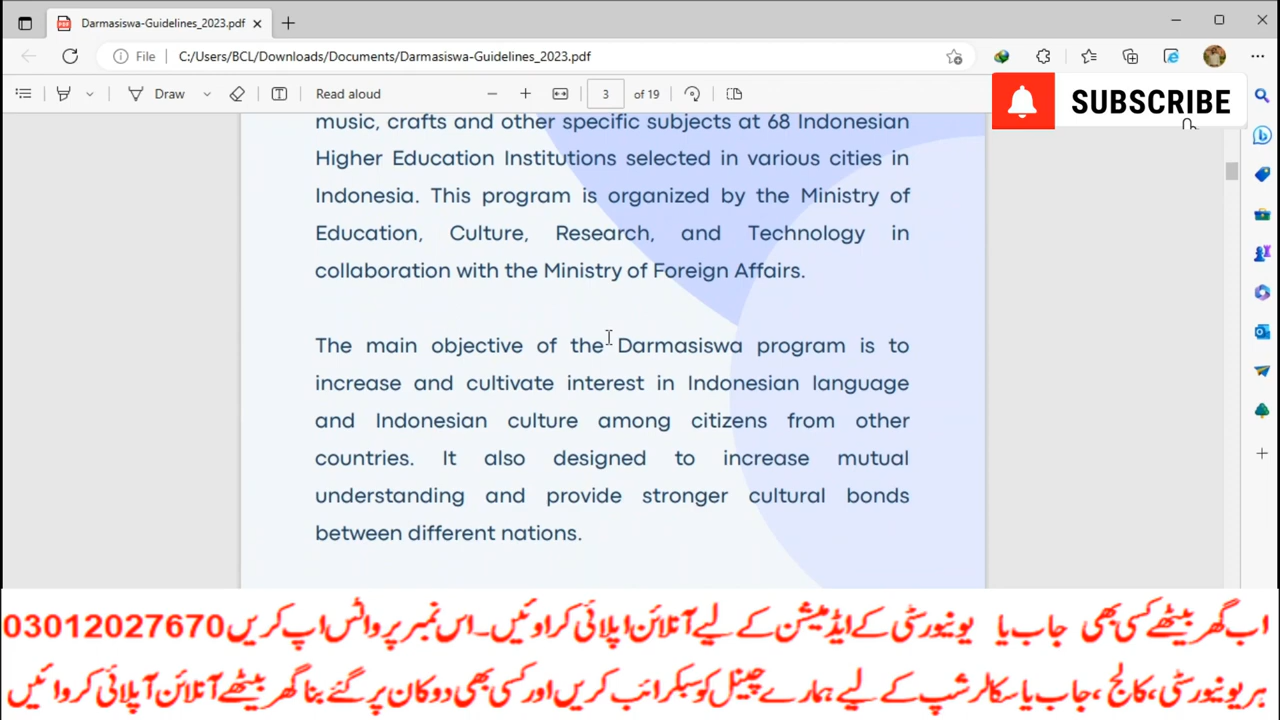 Darmasiswa-Guidelines_2023.pdf
File C:/Users/BCL/Downloads/Documents/Darmasiswa-Guidelines_2023.pdf
Draw Read aloud 3 of 19
SUBSCRIBE
music, crafts and other specific subjects at 68 Indonesian
Higher Education Institutions selected in various cities in
Indonesia. This program is organized by the Ministry of
Education, Culture, Research, and Technology in
collaboration with the Ministry of Foreign Affairs.
The main objective of the Darmasiswa program is to
increase and cultivate interest in Indonesian language
and Indonesian culture among citizens from other
countries. It also designed to increase mutual
understanding and provide stronger cultural bonds
between different nations.
اب گھر بیٹھے کسی بھی جاب یا یونیورسٹی کے ایڈمیشن کے لیے آنلائن اپلائی کراوئیں۔ اس نمبر پر واٹس اپ کریں 03012027670
ہر یونیورسٹی، کالج ،جاب یا سکالرشپ کے لیے ہمارے چینل کو سبکرائب کریں اور کسی بھی دوکان پر گئے بنا گھر بیٹھے آنلائن آپلائی کروائیں